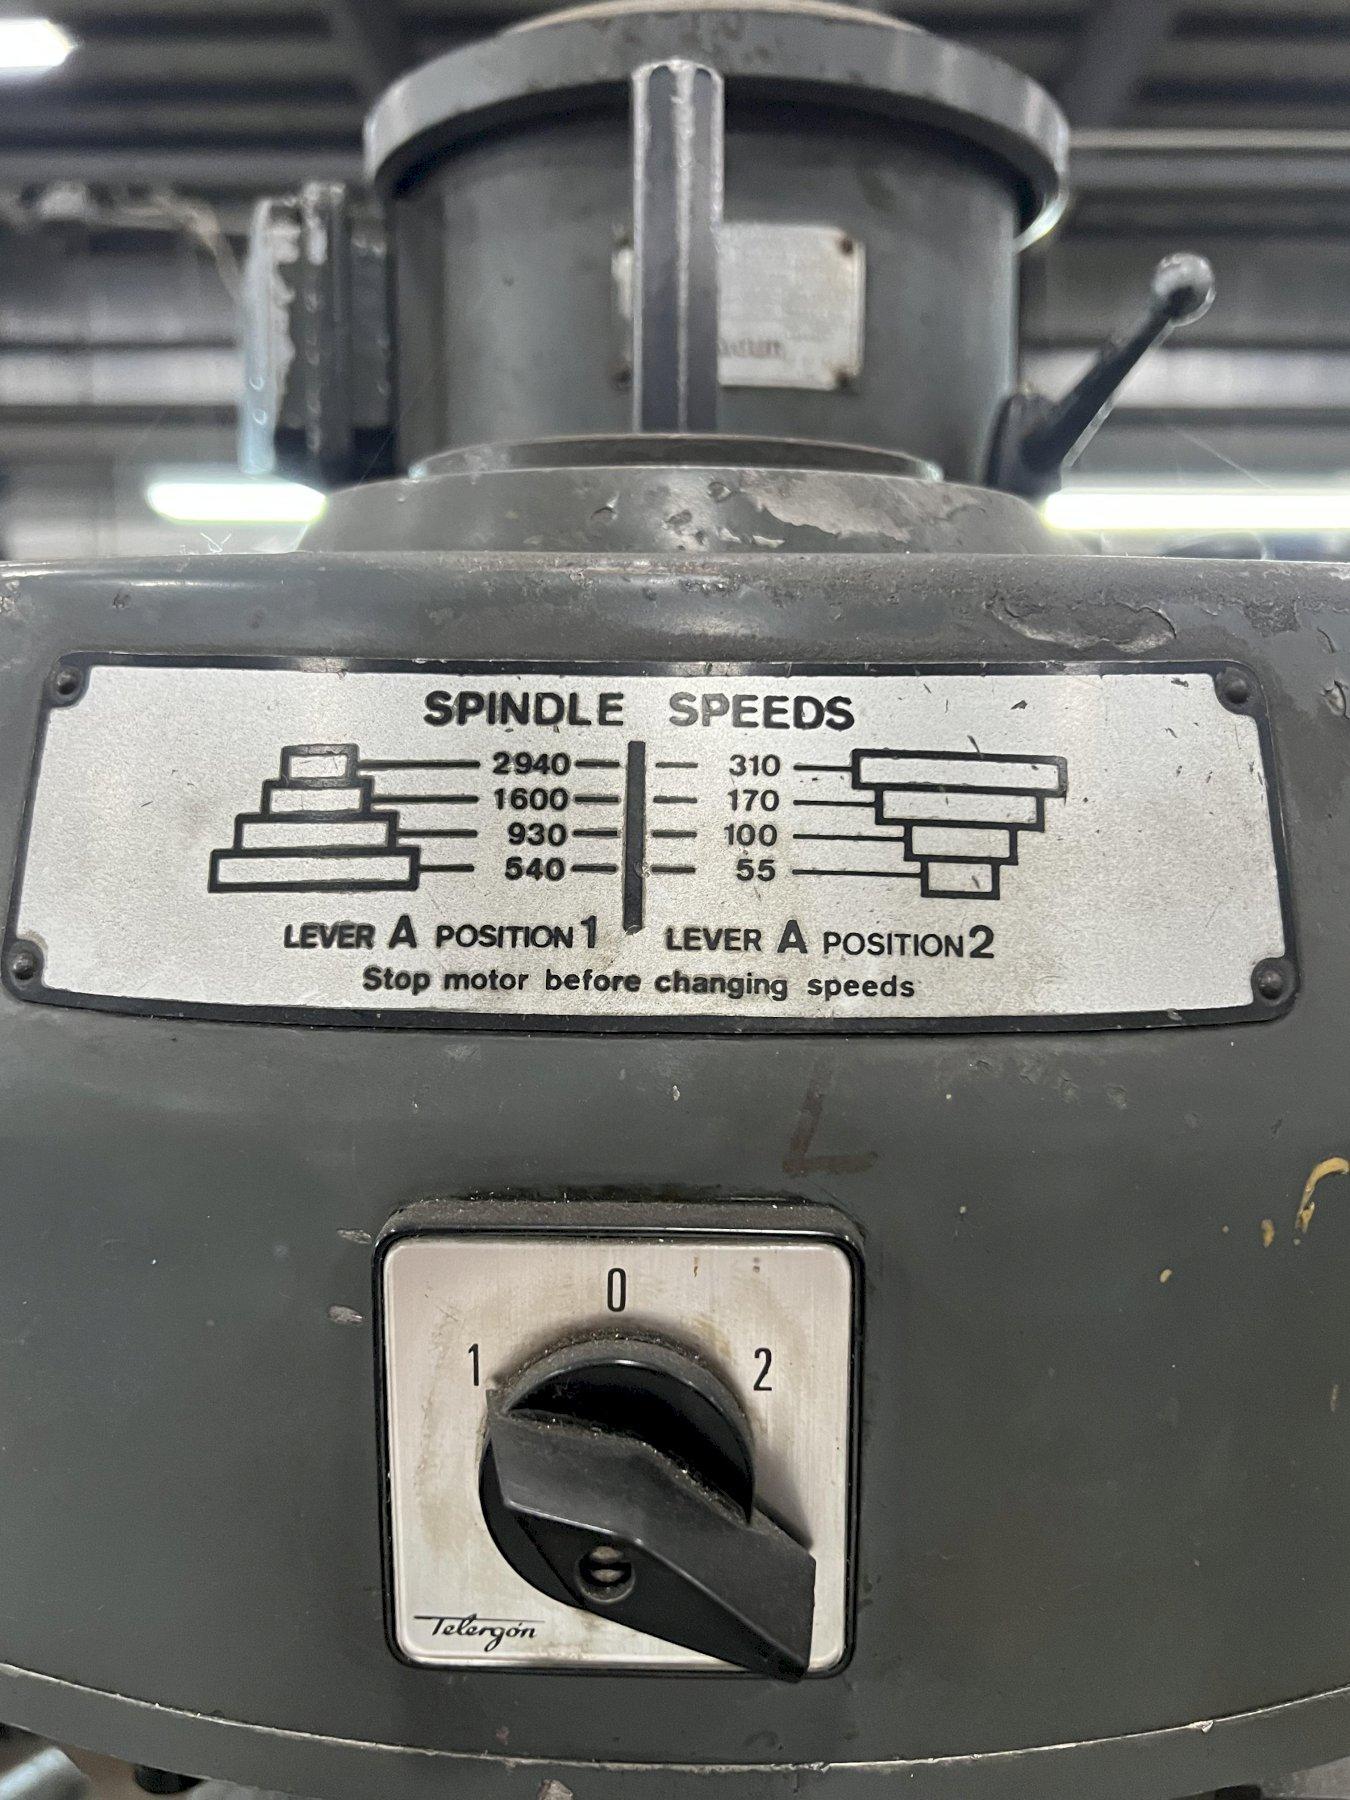 SPINDLE SPEEDS
2940 310
1600 170
930 100
540 55
LEVER A POSITION 1 LEVER A POSITION 2
Stop motor before changing speeds
0
1 2
Telergón